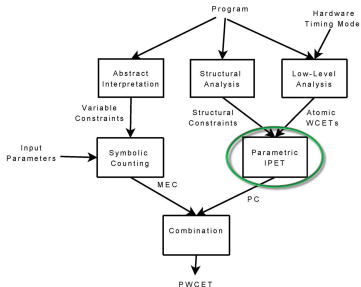 Program
Hardware
Timing Mode
Abstract
Interpretation
Structural
Analysis
Low-Level
Analysis
Variable
Constraints
Structural
Constraints
Atomic
WCETs
Input
Parameters
Symbolic
Counting
Parametric
IPET
MEC
PC
Combination
PWCET